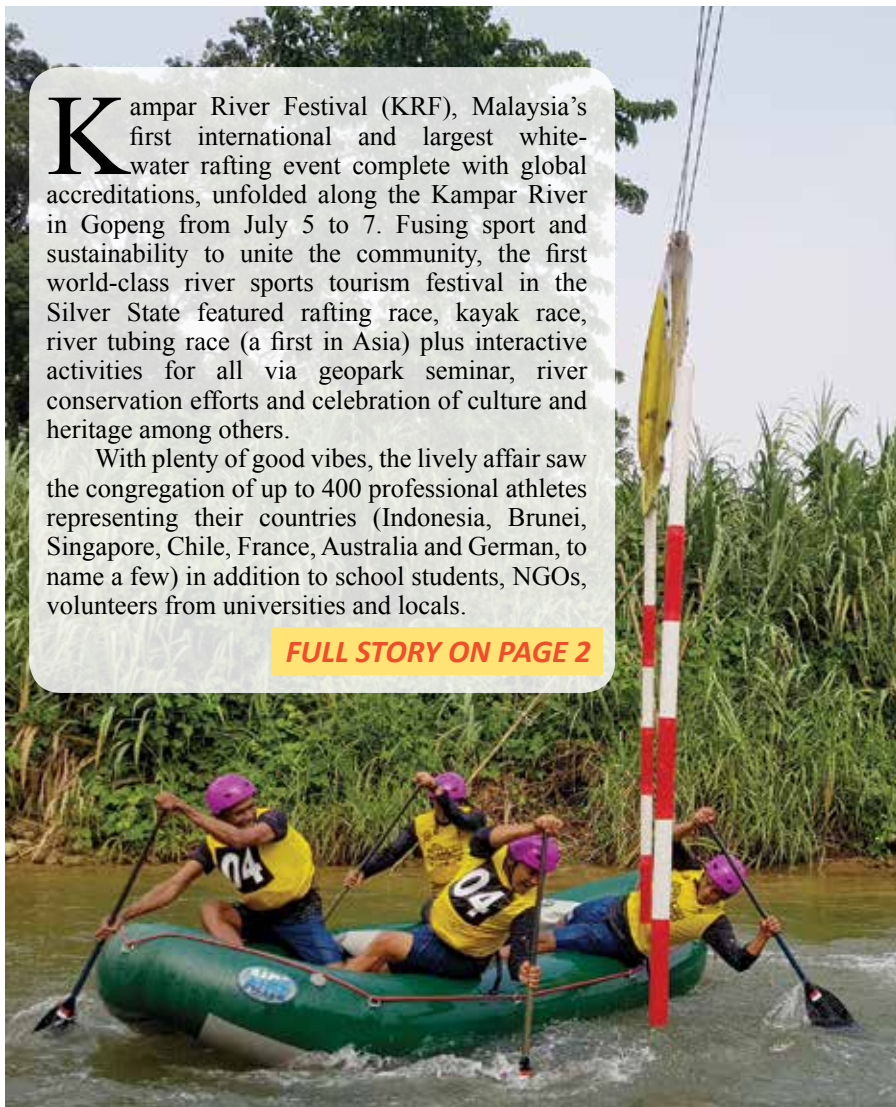 Kampar River Festival (KRF), Malaysia’s
first international and largest white-
water rafting event complete with global
accreditations, unfolded along the Kampar River
in Gopeng from July 5 to 7. Fusing sport and
sustainability to unite the community, the first
world-class river sports tourism festival in the
Silver State featured rafting race, kayak race,
river tubing race (a first in Asia) plus interactive
activities for all via geopark seminar, river
conservation efforts and celebration of culture and
heritage among others.
With plenty of good vibes, the lively affair saw
the congregation of up to 400 professional athletes
representing their countries (Indonesia, Brunei,
Singapore, Chile, France, Australia and German, to
name a few) in addition to school students, NGOs,
volunteers from universities and locals.
FULL STORY ON PAGE 2
04
04